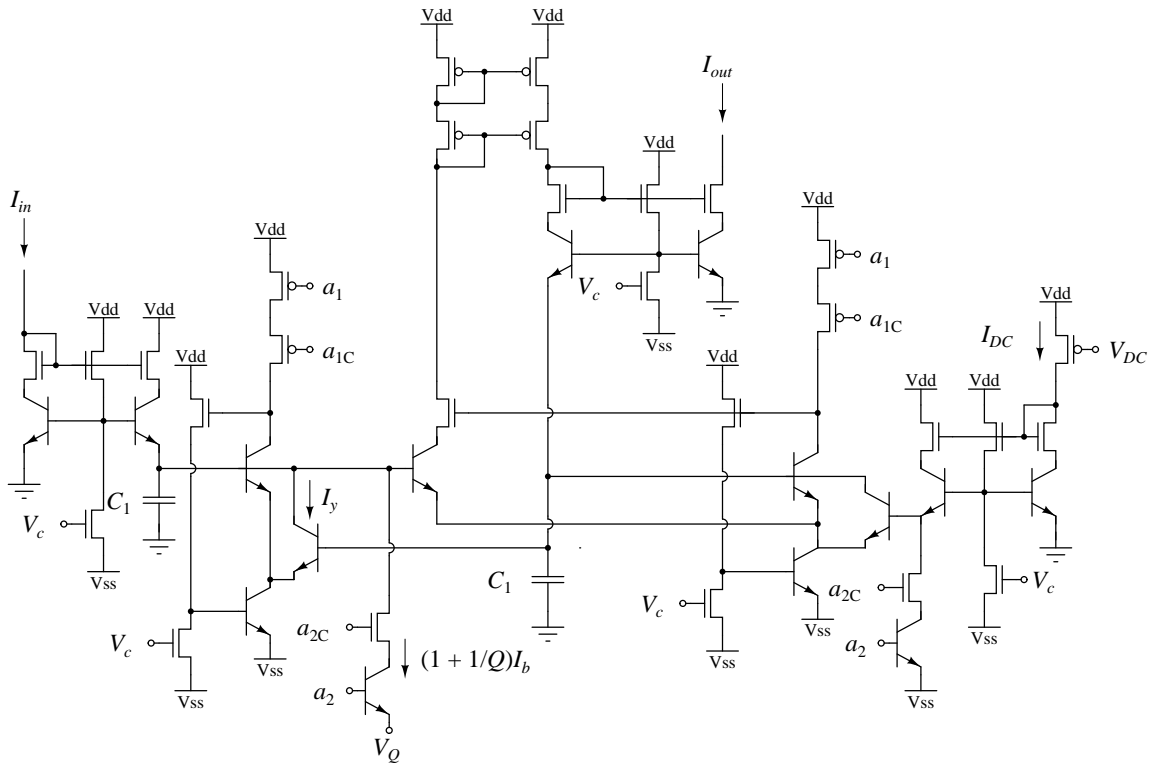 Vdd
Vdd
I_out
Vdd
I_in
Vdd
Vdd
a_1
a_1
V_c
I_DC
Vdd
Vdd
Vdd
a_1C
Vss
a_1C
V_DC
Vdd
Vdd
Vdd
Vdd
C_1
I_y
V_c
Vss
C_1
a_2C
V_c
V_c
V_c
a_2C
(1 + 1/Q)I_b
Vss
a_2
Vss
Vss
Vss
a_2
Vss
Vss
V_Q